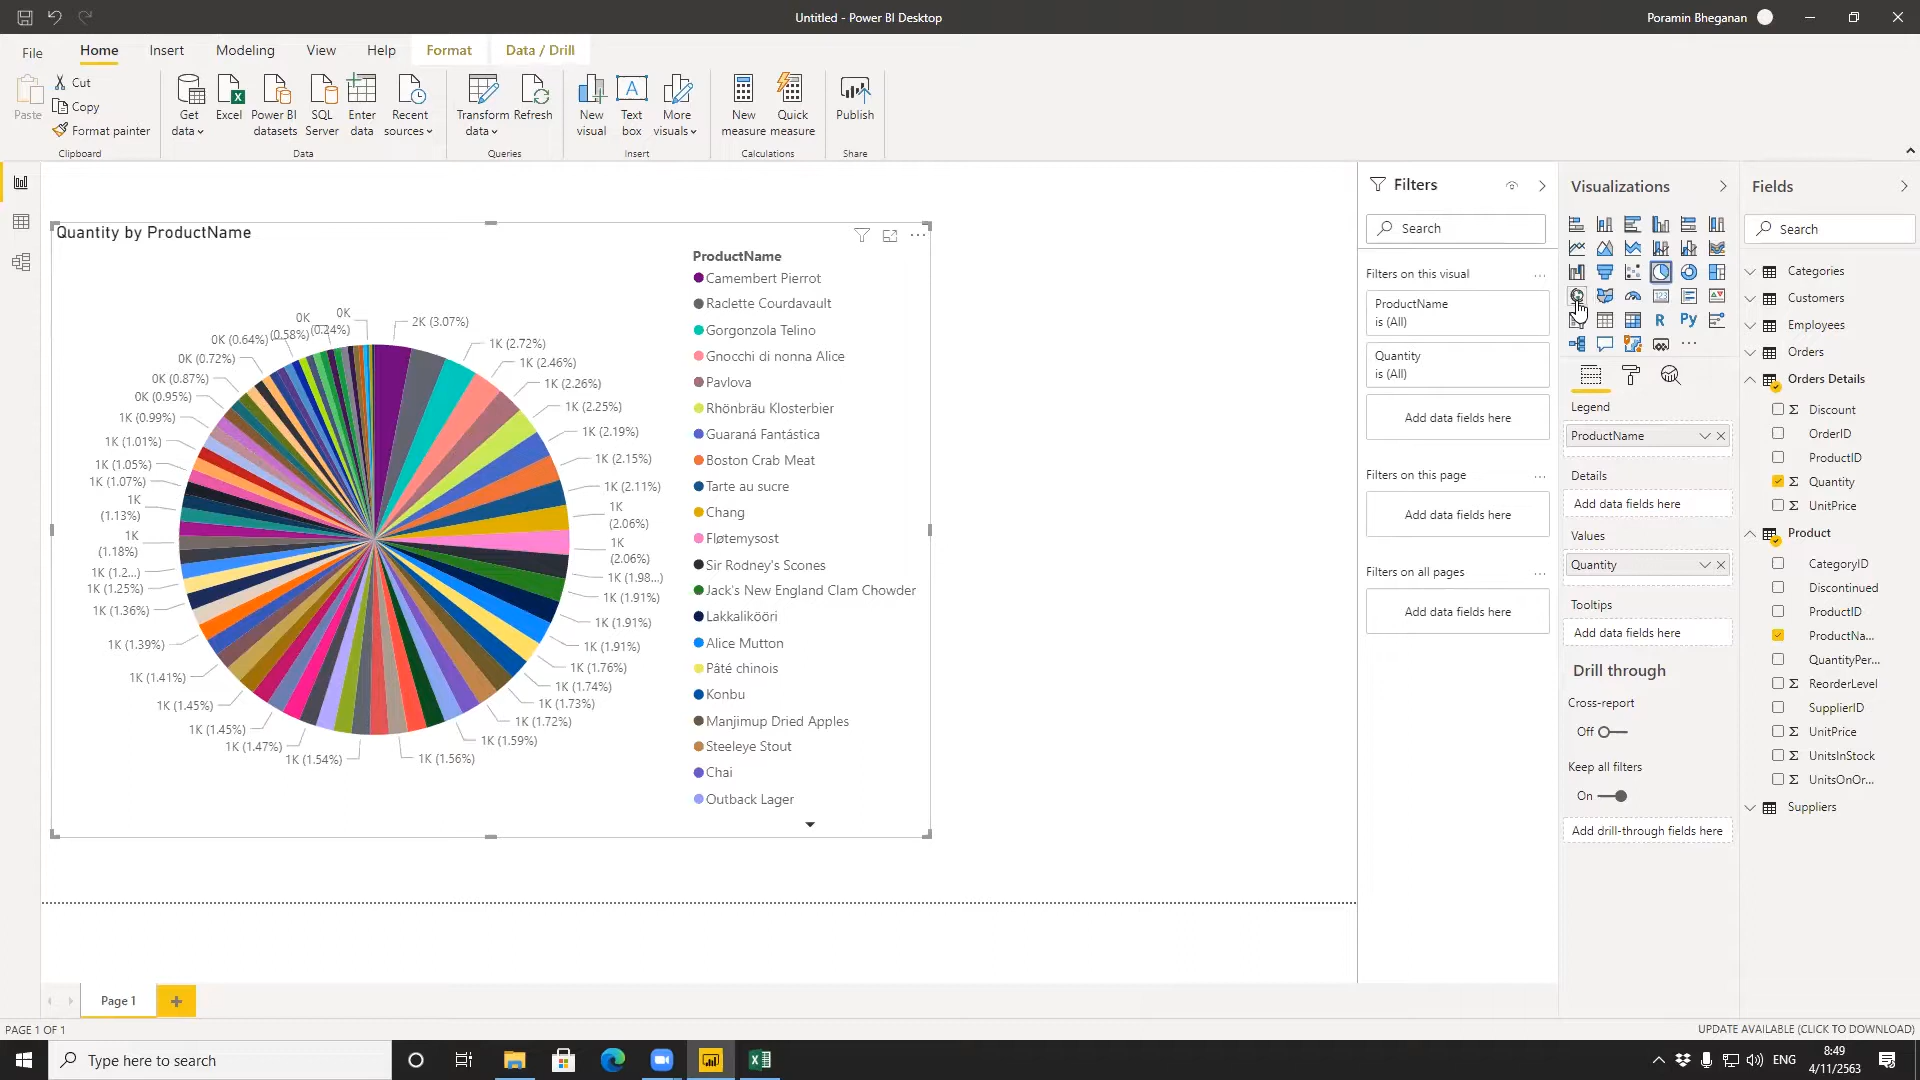 Untitled - Power BI Desktop
Poramin Bheganan
File
Home
Insert
Modeling
View
Help
Format
Data / Drill
Paste
Cut
Copy
Format painter
Get data
Excel
Power BI datasets
SQL Server
Enter data
Recent sources
Transform data
Refresh
New visual
Text box
More visuals
New measure
Quick measure
Publish
Clipboard
Data
Queries
Insert
Calculations
Share
Quantity by ProductName
2K (3.07%)
1K (2.72%)
1K (2.46%)
1K (2.26%)
1K (2.25%)
1K (2.19%)
1K (2.15%)
1K (2.11%)
1K
(2.06%)
1K
(2.06%)
1K (1.98...)
1K (1.91%)
1K (1.91%)
1K (1.91%)
1K (1.76%)
1K (1.74%)
1K (1.73%)
1K (1.72%)
1K (1.59%)
1K (1.56%)
1K (1.54%)
1K (1.47%)
1K (1.45%)
1K (1.45%)
1K (1.41%)
1K (1.39%)
1K (1.36%)
1K (1.25%)
1K (1.2...)
1K
(1.18%)
1K
(1.13%)
1K (1.07%)
1K (1.05%)
1K (1.01%)
1K (0.99%)
0K (0.95%)
0K (0.87%)
0K (0.72%)
0K (0.64%)
0K
(0.58%)
0K
(0.24%)
ProductName
Camembert Pierrot
Raclette Courdavault
Gorgonzola Telino
Gnocchi di nonna Alice
Pavlova
Rhönbräu Klosterbier
Guaraná Fantástica
Boston Crab Meat
Tarte au sucre
Chang
Fløtemysost
Sir Rodney's Scones
Jack's New England Clam Chowder
Lakkalikööri
Alice Mutton
Pâté chinois
Konbu
Manjimup Dried Apples
Steeleye Stout
Chai
Outback Lager
Filters
Search
Filters on this visual
...
ProductName
is (All)
Quantity
is (All)
Add data fields here
Filters on this page
...
Add data fields here
Filters on all pages
...
Add data fields here
Visualizations
123
R
Py
...
Legend
ProductName
Details
Add data fields here
Values
Quantity
Tooltips
Add data fields here
Drill through
Cross-report
Off
Keep all filters
On
Add drill-through fields here
Fields
Search
Categories
Customers
Employees
Orders
Orders Details
Σ Discount
OrderID
ProductID
Σ Quantity
Σ UnitPrice
Product
CategoryID
Discontinued
ProductID
ProductNa...
QuantityPer...
Σ ReorderLevel
SupplierID
Σ UnitPrice
Σ UnitsInStock
Σ UnitsOnOr...
Suppliers
Page 1
+
PAGE 1 OF 1
UPDATE AVAILABLE (CLICK TO DOWNLOAD)
Type here to search
ENG
8:49
4/11/2563